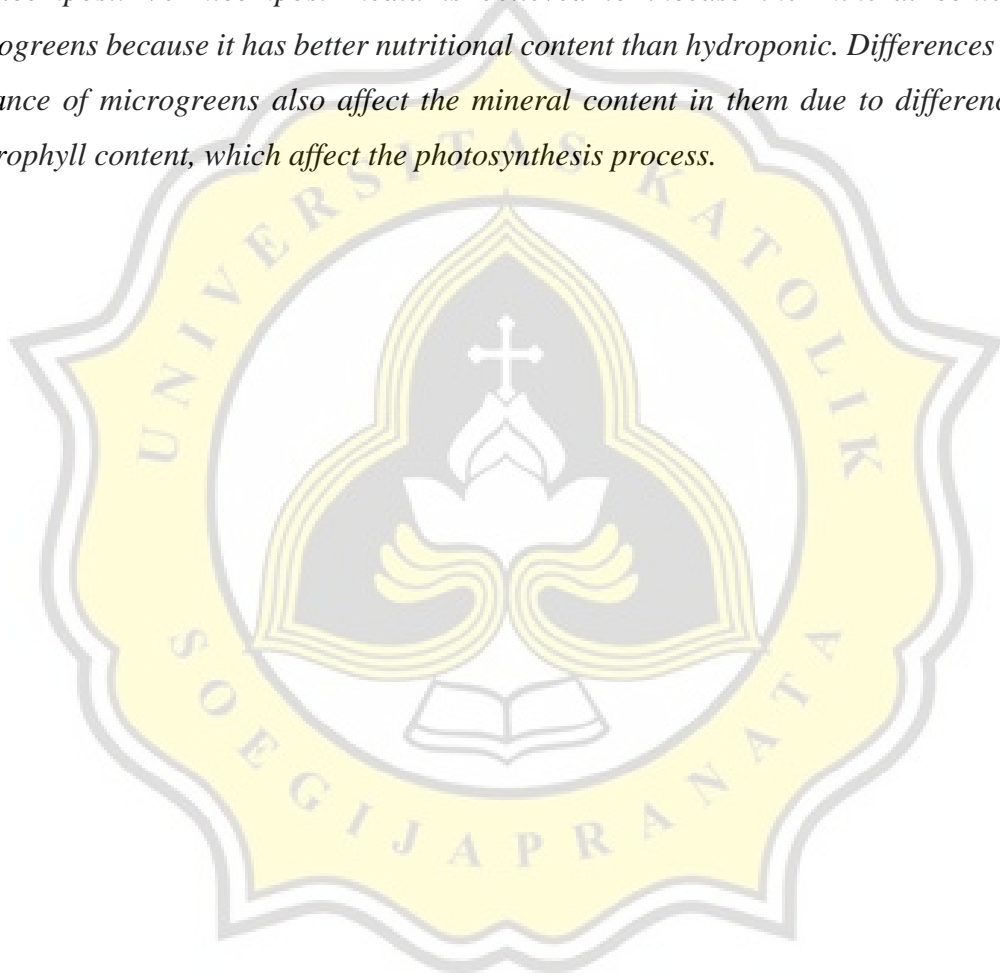 ogreens because it has better nutritional content than hydroponic. Differences
ance of microgreens also affect the mineral content in them due to differenc
rophyll content, which affect the photosynthesis process.
UNIVERSITAS KATOLIK
SOEGIJAPRANATA